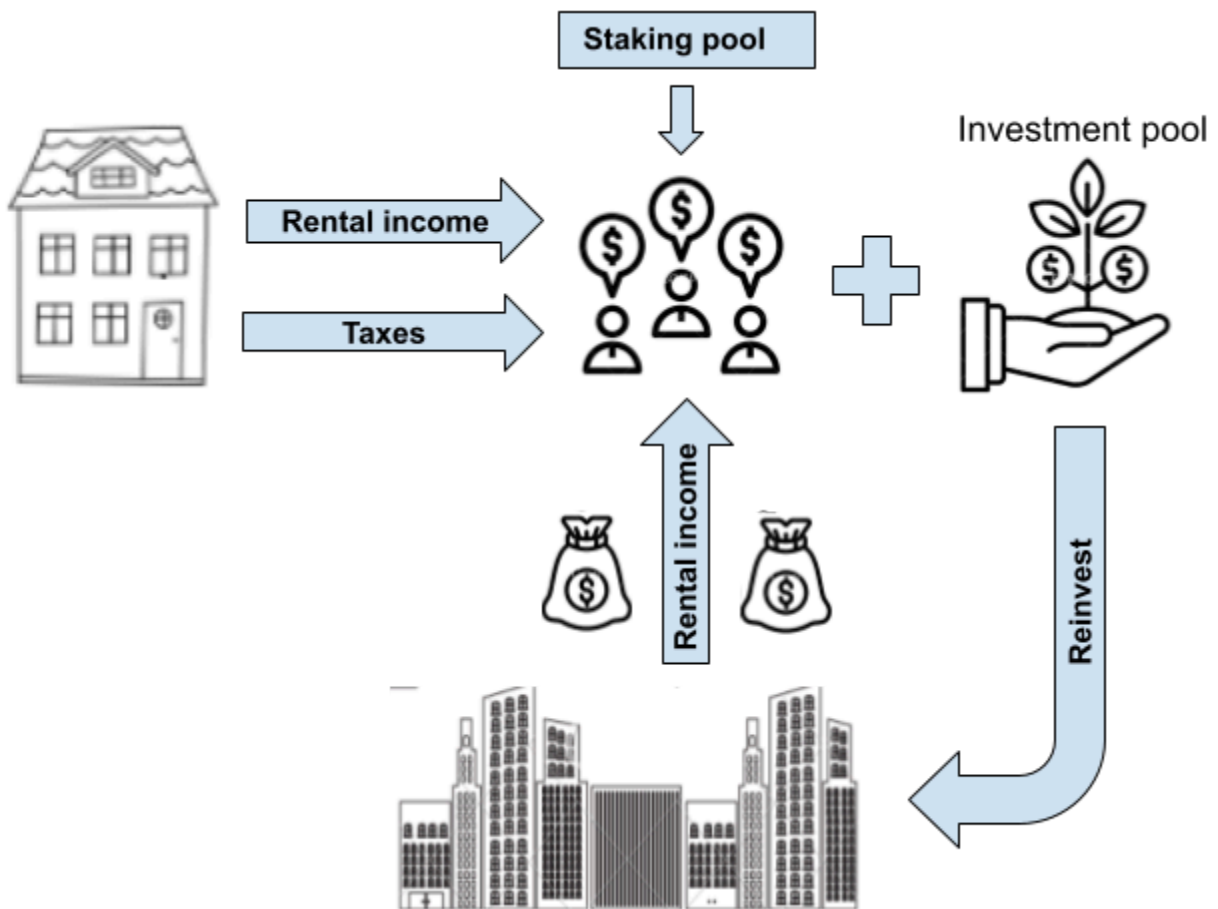 Staking pool
Investment pool
Rental income
$
$
$
Taxes
$
$
Rental income
$
$
Reinvest